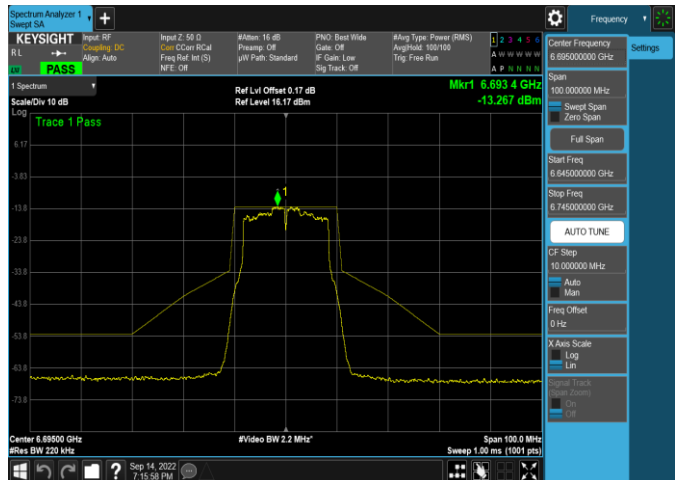 Spectrum Analyzer 1
Swept SA
Frequency
KEYSIGHT
RL
PASS
Input: RF
Coupling: DC
Align: Auto
Input Z: 50 Ω
Corr CCorr RCal
Freq Ref: Int (S)
NFE: Off
#Atten: 16 dB
Preamp: Off
µW Path: Standard
PNO: Best Wide
Gate: Off
IF Gain: Low
Sig Track: Off
#Avg Type: Power (RMS)
Avg|Hold: 100/100
Trig: Free Run
1 2 3 4 5 6
A W W W W W
A P N N N N
1 Spectrum
Scale/Div 10 dB
Log
Ref Lvl Offset 0.17 dB
Ref Level 16.17 dBm
Mkr1 6.693 4 GHz
-13.267 dBm
Trace 1 Pass
6.17
-3.83
-13.8
-23.8
-33.8
-43.8
-53.8
-63.8
-73.8
1
Center 6.69500 GHz
#Res BW 220 kHz
#Video BW 2.2 MHz*
Span 100.0 MHz
Sweep 1.00 ms (1001 pts)
Sep 14, 2022
7:15:58 PM
Center Frequency
6.695000000 GHz
Settings
Span
100.000000 MHz
Swept Span
Zero Span
Full Span
Start Freq
6.645000000 GHz
Stop Freq
6.745000000 GHz
AUTO TUNE
CF Step
10.000000 MHz
Auto
Man
Freq Offset
0 Hz
X Axis Scale
Log
Lin
Signal Track
(Span Zoom)
On
Off